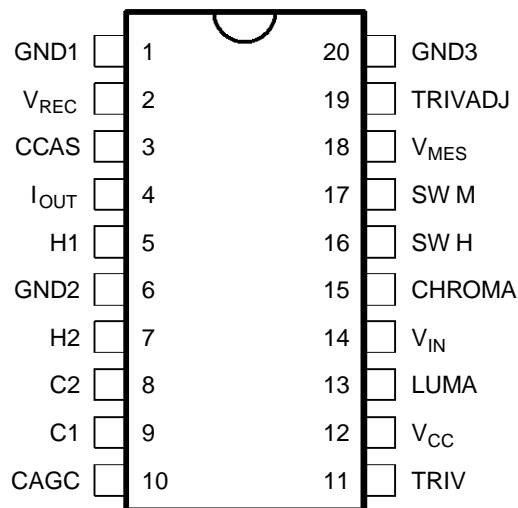 GND1 1 20 GND3
VREC 2 19 TRIVADJ
CCAS 3 18 VMES
IOUT 4 17 SW M
H1 5 16 SW H
GND2 6 15 CHROMA
H2 7 14 VIN
C2 8 13 LUMA
C1 9 12 VCC
CAGC 10 11 TRIV